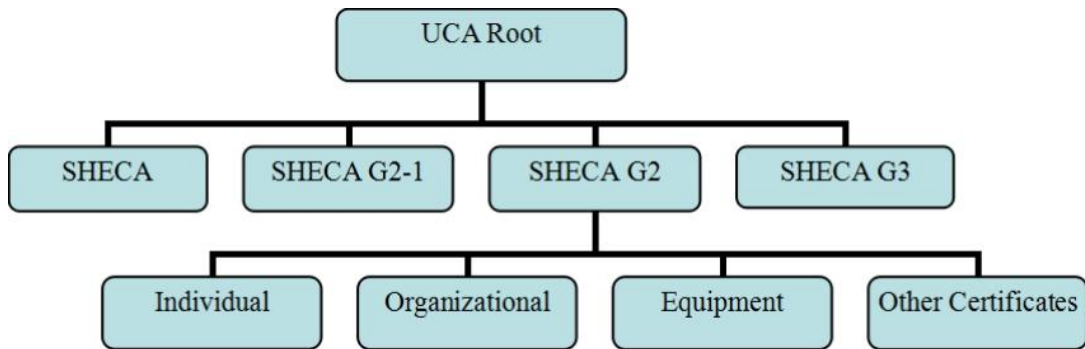 UCA Root
SHECA
SHECA G2-1
SHECA G2
SHECA G3
Individual
Organizational
Equipment
Other Certificates